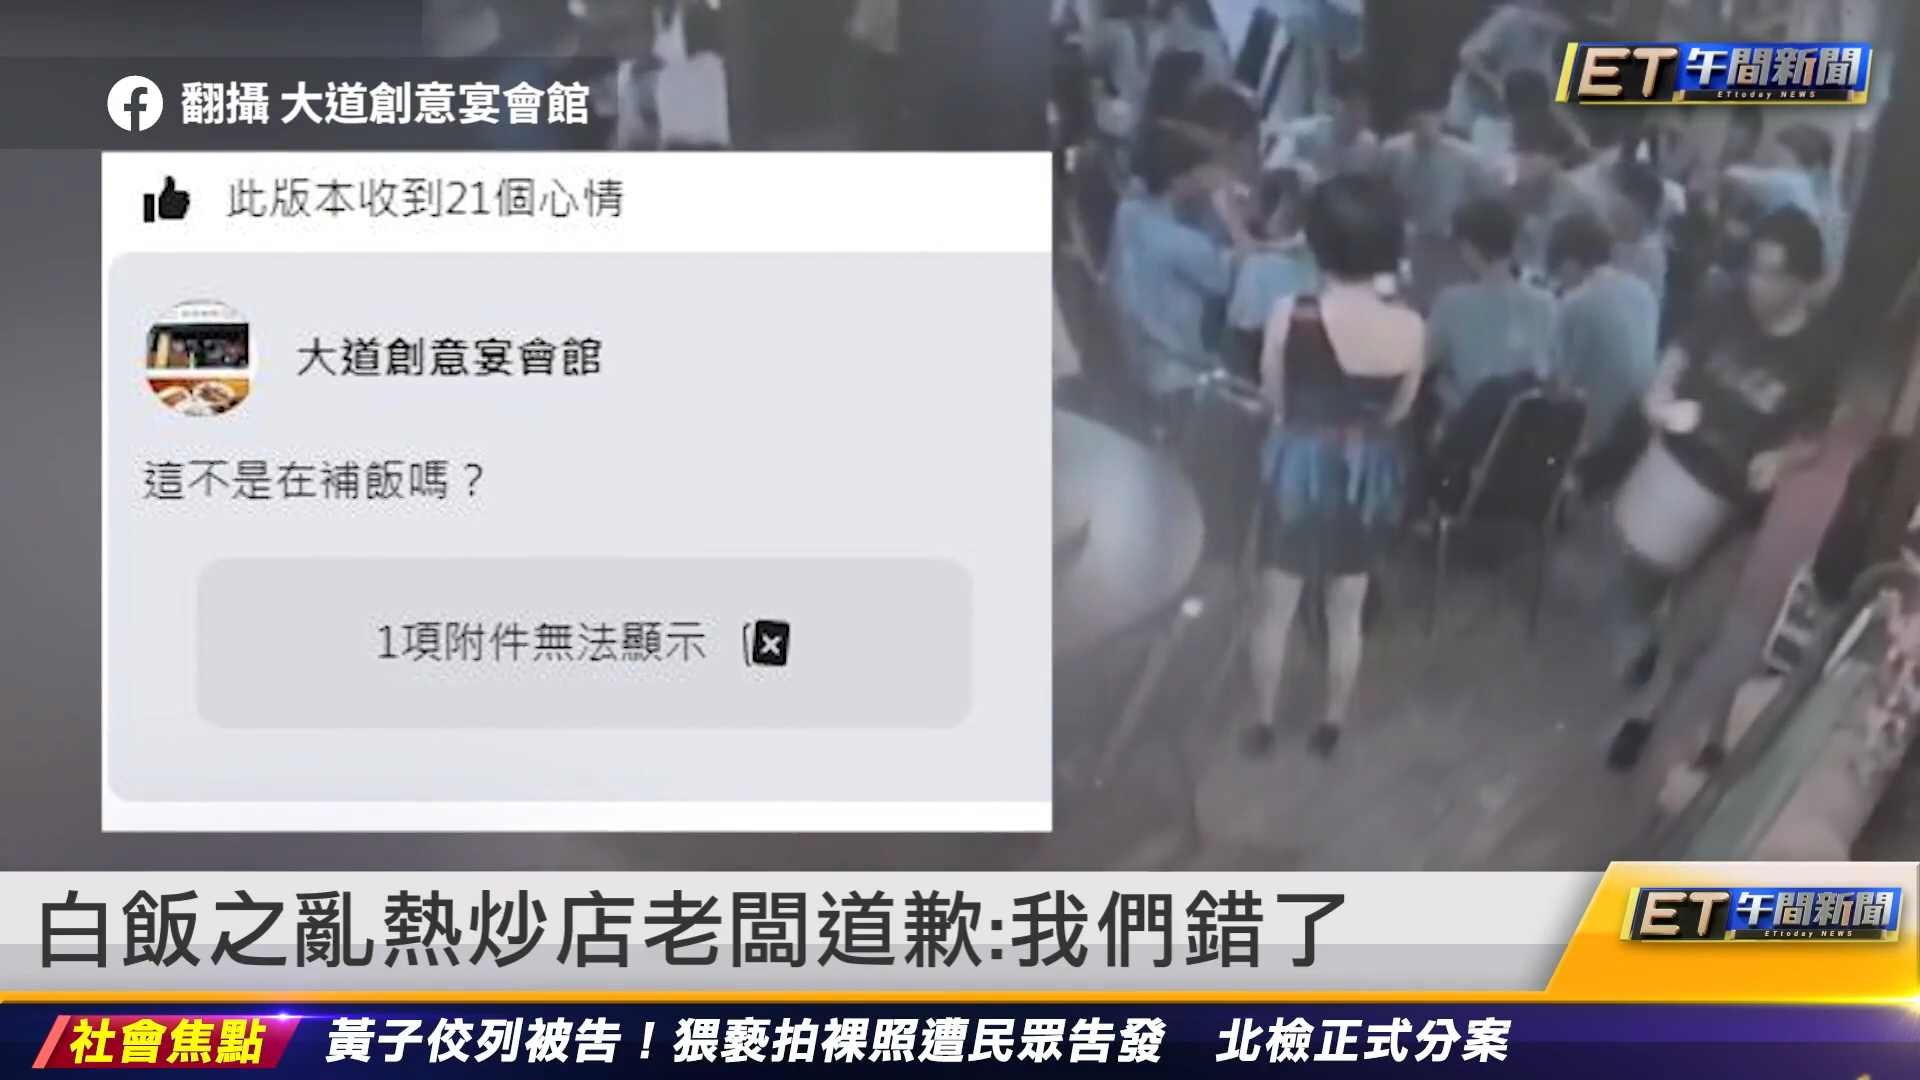 翻攝 大道創意宴會館
ET午間新聞
ETtoday NEWS
此版本收到21個心情
大道創意宴會館
這不是在補飯嗎？
1項附件無法顯示
白飯之亂熱炒店老闆道歉:我們錯了
ET午間新聞
ETtoday NEWS
社會焦點 黃子佼列被告！猥褻拍裸照遭民眾告發 北檢正式分案